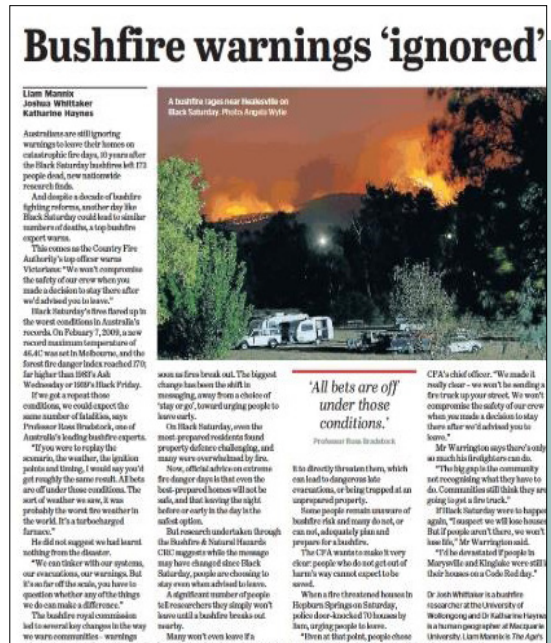 Bushfire warnings ‘ignored’
Liam Mannix
Joshua Whittaker
Katharine Haynes
A bushfire rages near Healesville on
Black Saturday. Photo: Angela Wylie
Australians are still ignoring
warnings to leave their homes on
catastrophic fire days, 10 years after
the Black Saturday bushfires left 173
people dead, new nationwide
research finds.
And despite a decade of bushfire
fighting reforms, another day like
Black Saturday could lead to similar
numbers of deaths, a top bushfire
expert warns.
This comes as the Country Fire
Authority's top officer warns
Victorians: “We won't compromise
the safety of our crew when you
made a decision to stay there after
we'd advised you to leave.”
Black Saturday's fires flared up in
the worst conditions in Australia's
records. On Febuary 7, 2009, a new
record maximum temperature of
46.4C was set in Melbourne, and the
forest fire danger index reached 170;
far higher than 1983's Ash
Wednesday or 1939's Black Friday.
If we got a repeat those
conditions, we could expect the
same number of fatalities, says
Professor Ross Bradstock, one of
Australia's leading bushfire experts.
“If you were to replay the
scenario, the weather, the ignition
points and timing, I would say you'd
get roughly the same result. All bets
are off under those conditions. The
sort of weather we saw, it was
probably the worst fire weather in
the world. It's a turbocharged
furnace.”
He did not suggest we had learnt
nothing from the disaster.
“We can tinker with our systems,
our evacuations, our warnings. But
it's so far off the scale, you have to
question whether any of the things
we do can make a difference.”
The bushfire royal commission
led to several key changes in the way
we warn communities – warnings
soon as fires break out. The biggest
change has been the shift in
messaging, away from a choice of
‘stay or go’, toward urging people to
leave early.
On Black Saturday, even the
most-prepared residents found
property defence challenging, and
many were overwhelmed by fire.
Now, official advice on extreme
fire danger days is that even the
best-prepared homes will not be
safe, and that leaving the night
before or early in the day is the
safest option.
But research undertaken through
the Bushfire & Natural Hazards
CRC suggests while the message
may have changed since Black
Saturday, people are choosing to
stay even when advised to leave.
A significant number of people
tell researchers they simply won't
leave until a bushfire breaks out
nearby.
Many won't even leave if a
‘All bets are off
under those
conditions.’
Professor Ross Bradstock
it to directly threaten them, which
can lead to dangerous late
evacuations, or being trapped at an
unprepared property.
Some people remain unaware of
bushfire risk and many do not, or
can not, adequately plan and
prepare for a bushfire.
The CFA wants to make it very
clear: people who do not get out of
harm's way cannot expect to be
saved.
When a fire threatened houses in
Hepburn Springs on Saturday,
police door-knocked 70 houses by
liam, urging people to leave.
“Even at that point, people chose
CFA's chief officer. “We made it
really clear – we won't be sending a
fire truck up your street. We won't
compromise the safety of our crew
when you made a decision to stay
there after we'd advised you to
leave.”
Mr Warrington says there's only
so much his firefighters can do.
“The big gap is the community
not recognising what they have to
do. Communities still think they are
going to get a fire truck.”
If Black Saturday were to happen
again, “I suspect we will lose houses.
But if people aren't there, we won't
lose life,” Mr Warrington said.
“I'd be devastated if people in
Marysville and Kinglake were still in
their houses on a Code Red day.”
Dr Josh Whittaker is a bushfire
researcher at the University of
Wollongong and Dr Katharine Haynes
is a human geographer at Macquarie
University. Liam Mannix is The Age's